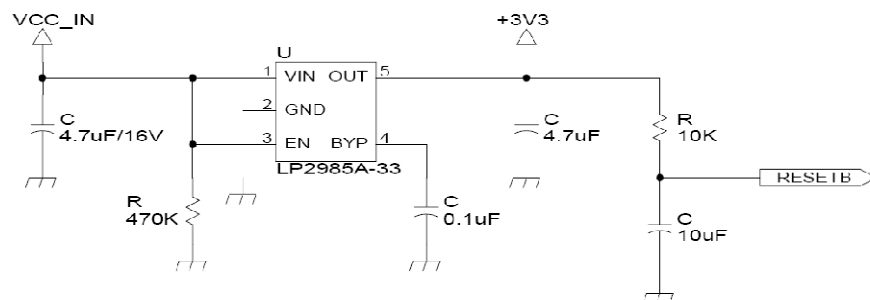 VCC_IN
+3V3
U
1 VIN OUT 5
2 GND
3 EN BYP 4
LP2985A-33
C
4.7uF/16V
C
4.7uF
R
10K
RESETB
R
470K
C
0.1uF
C
10uF